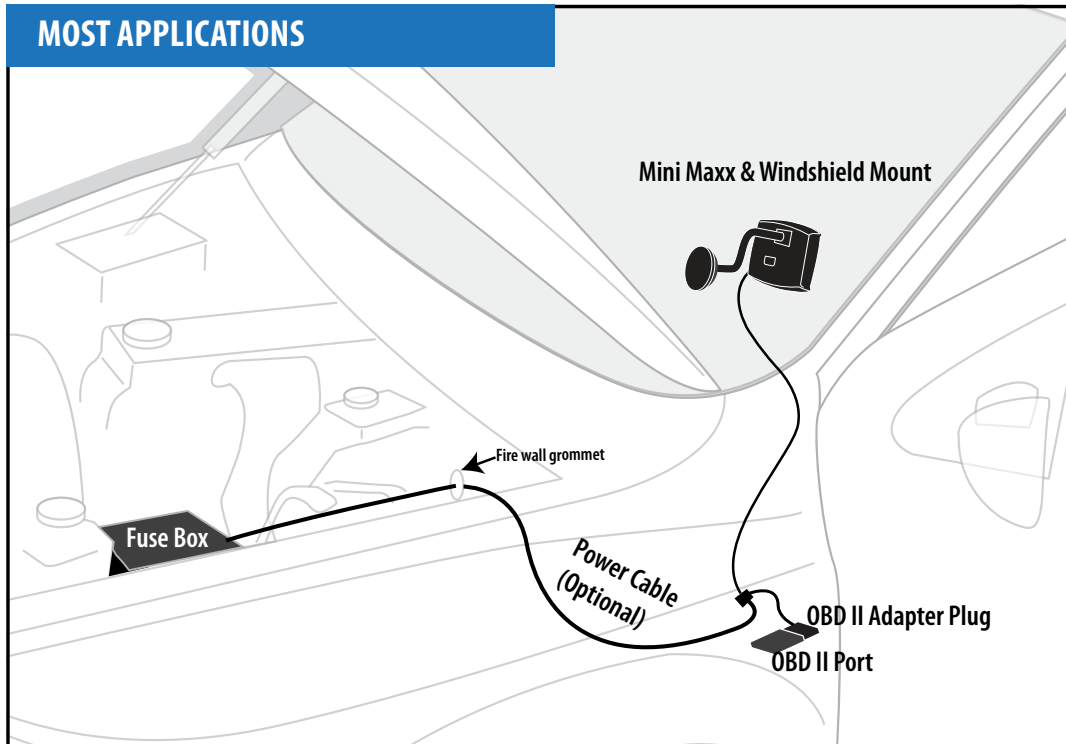 MOST APPLICATIONS
Mini Maxx & Windshield Mount
Fire wall grommet
Fuse Box
Power Cable
(Optional)
OBD II Adapter Plug
OBD II Port